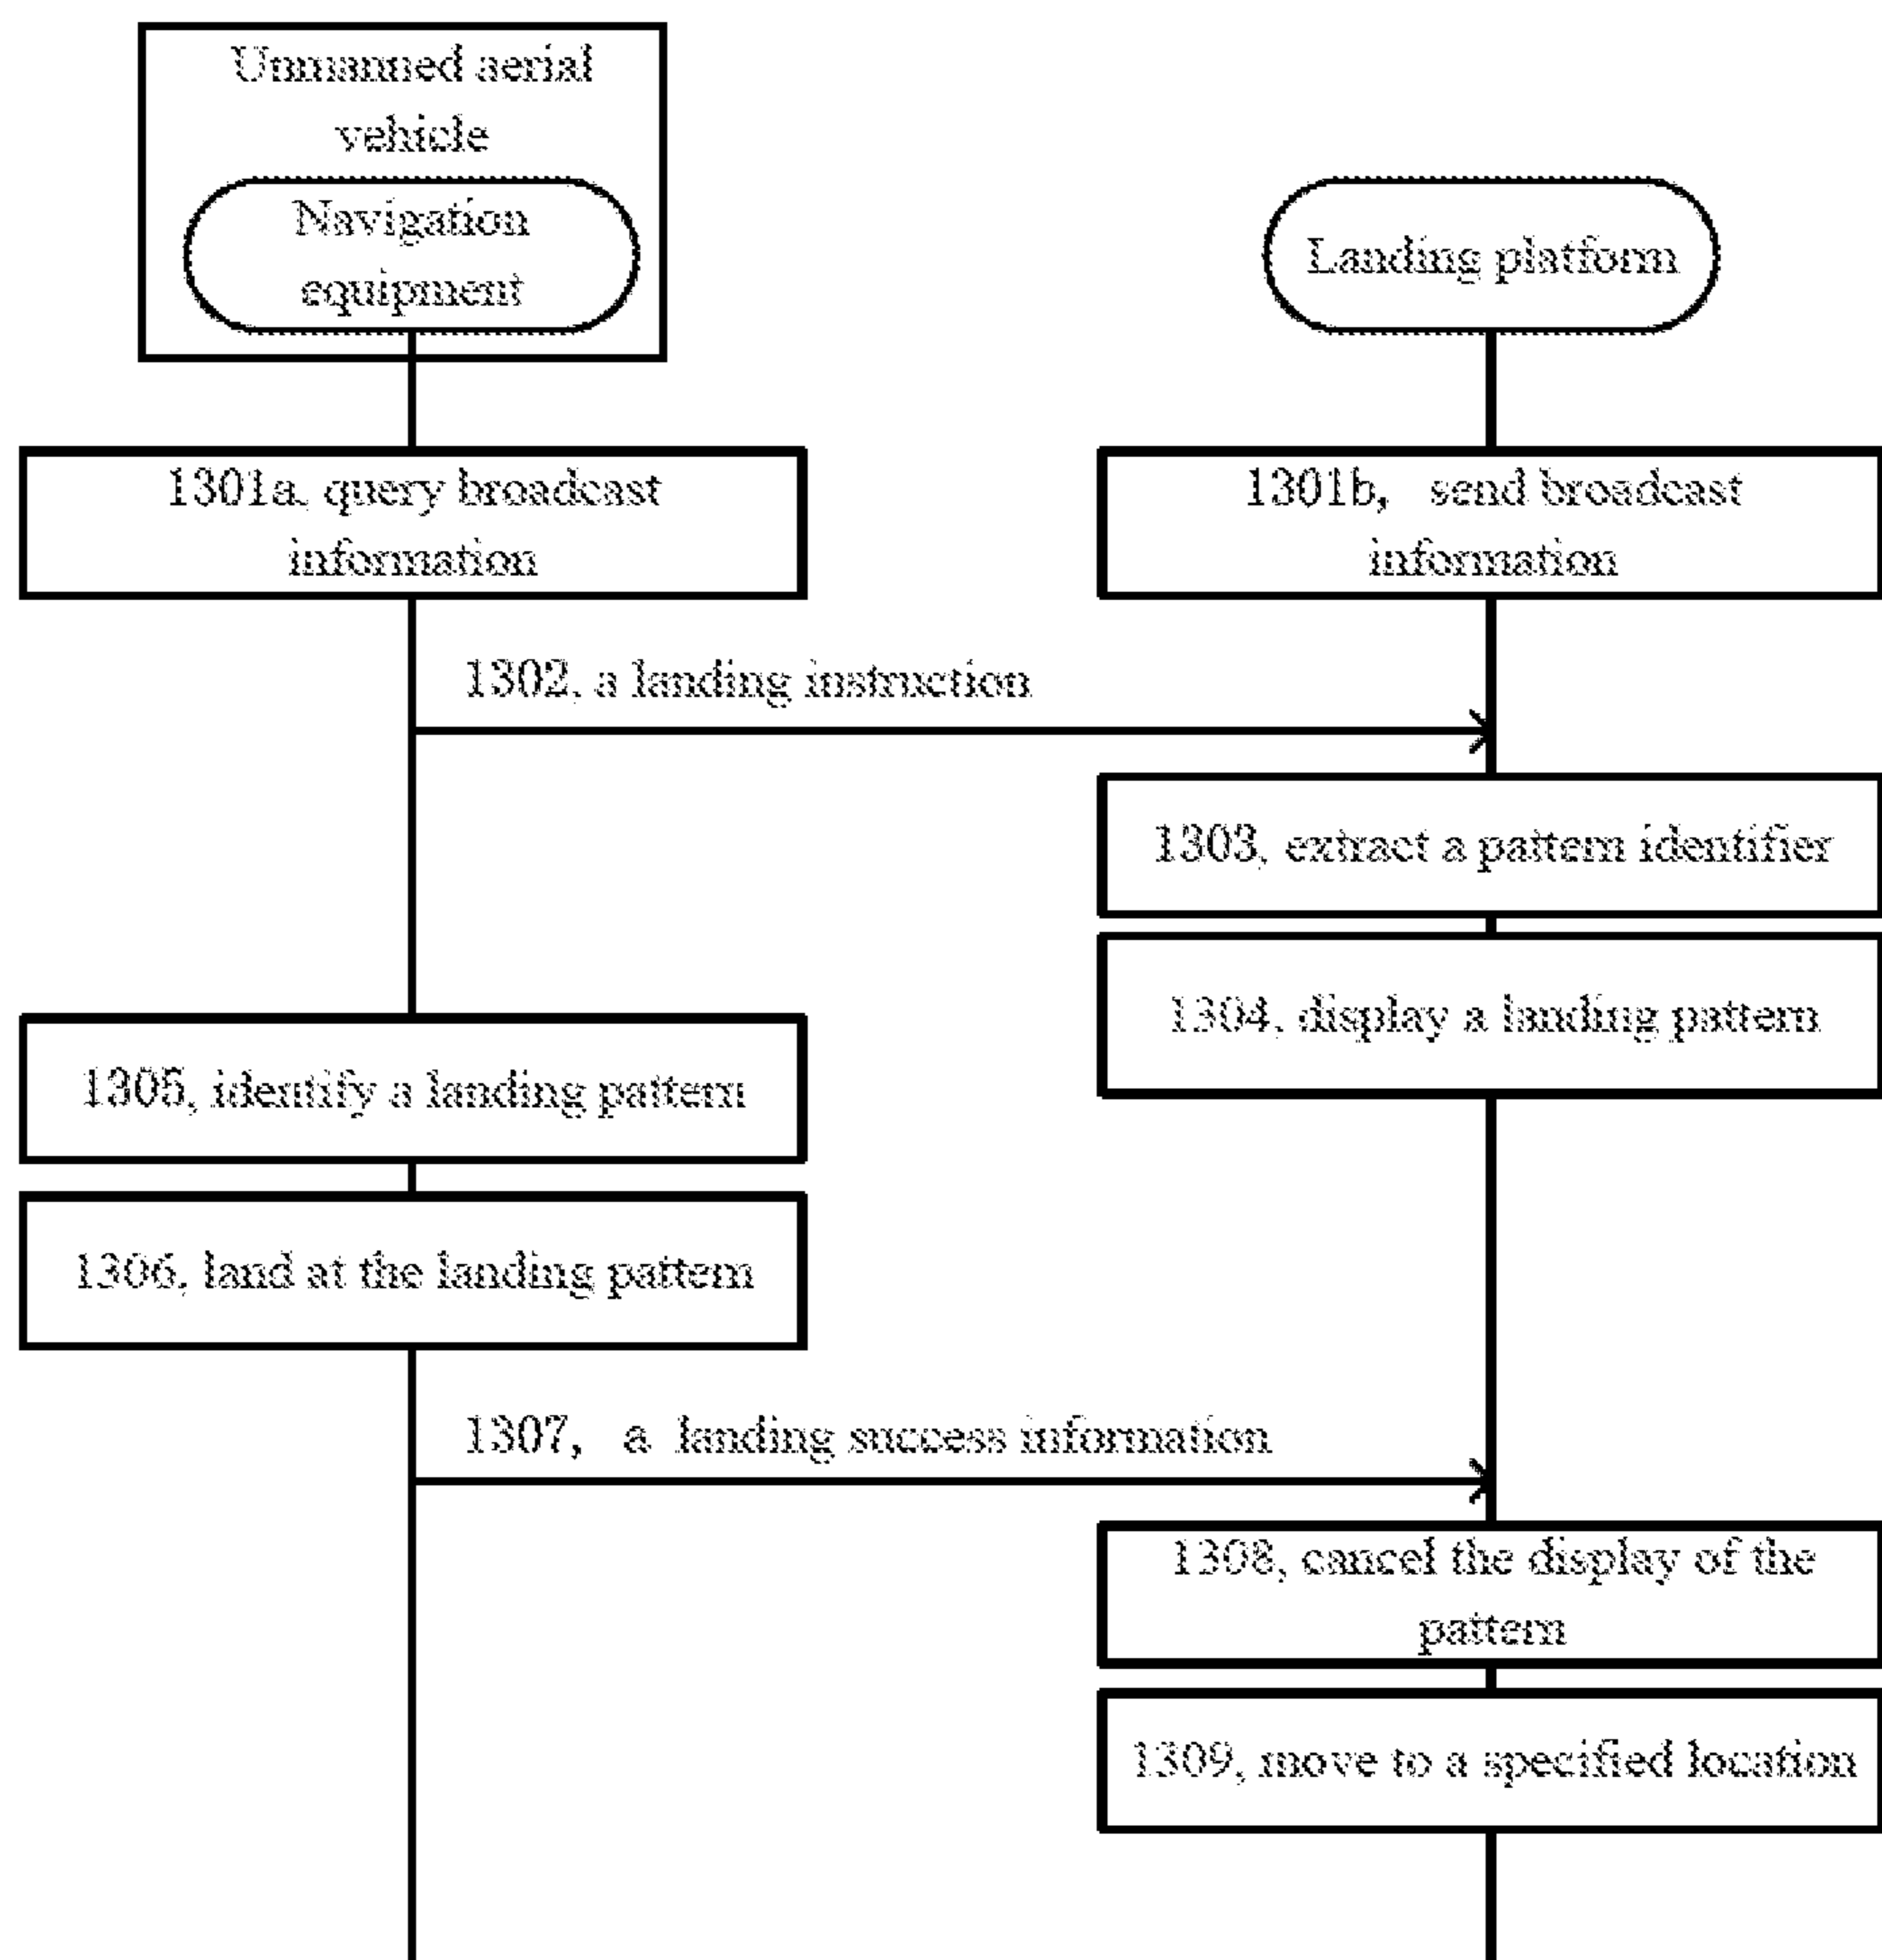 Unmanned aerial
vehicle
Navigation
equipment
Landing platform
1301a, query broadcast
information
1301b, send broadcast
information
1302, a landing instruction
1303, extract a pattern identifier
1304, display a landing pattern
1305, identify a landing pattern
1306, land at the landing pattern
1307, a landing success information
1308, cancel the display of the
pattern
1309, move to a specified location